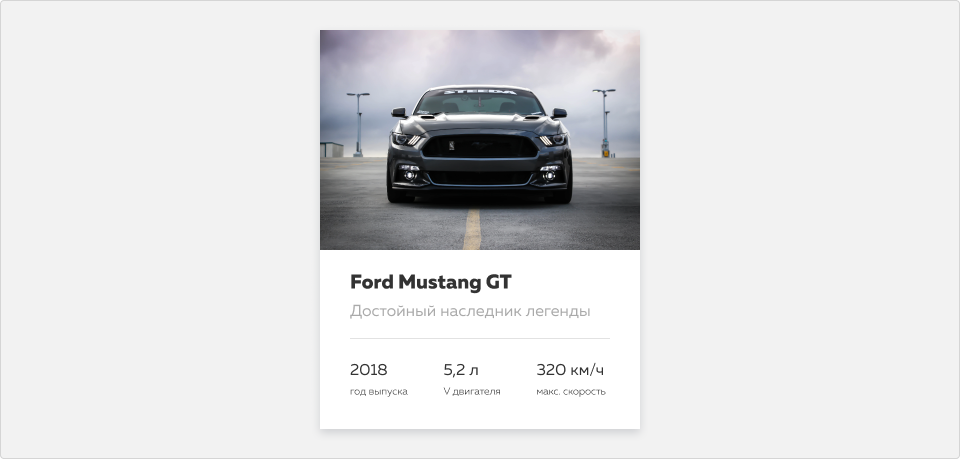 STEEDA
Ford Mustang GT
Достойный наследник легенды
2018 5,2 л 320 км/ч
год выпуска V двигателя макс. скорость